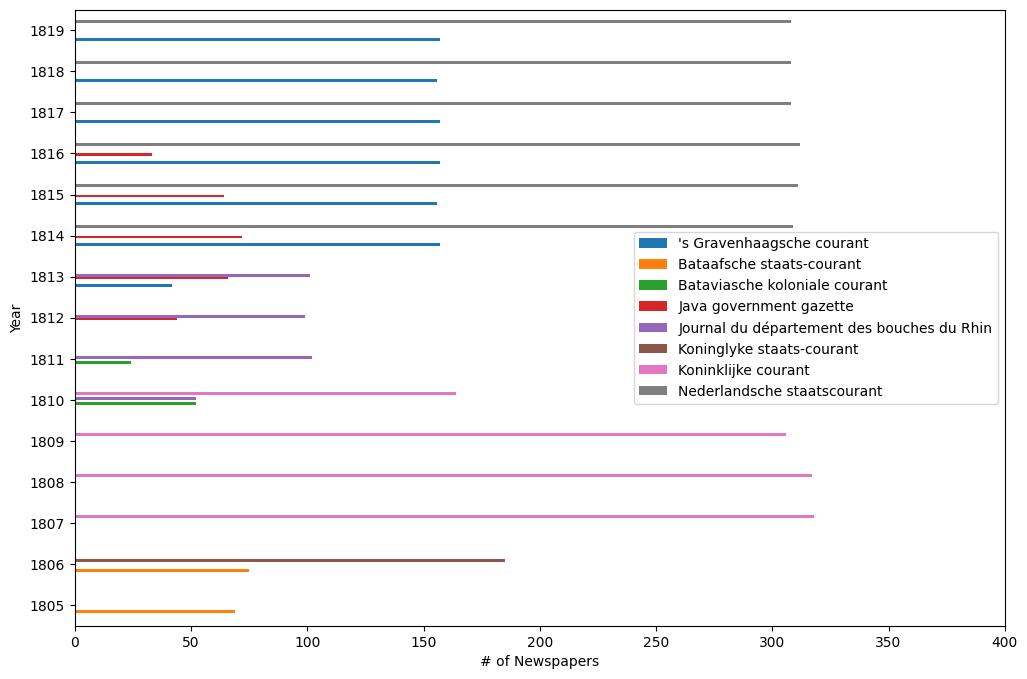 1819
1818
1817
1816
1815
1814
1813
1812
1811
1810
1809
1808
1807
1806
1805
Year
0 50 100 150 200 250 300 350 400
# of Newspapers
's Gravenhaagsche courant
Bataafsche staats-courant
Bataviasche koloniale courant
Java government gazette
Journal du département des bouches du Rhin
Koninglyke staats-courant
Koninklijke courant
Nederlandsche staatscourant